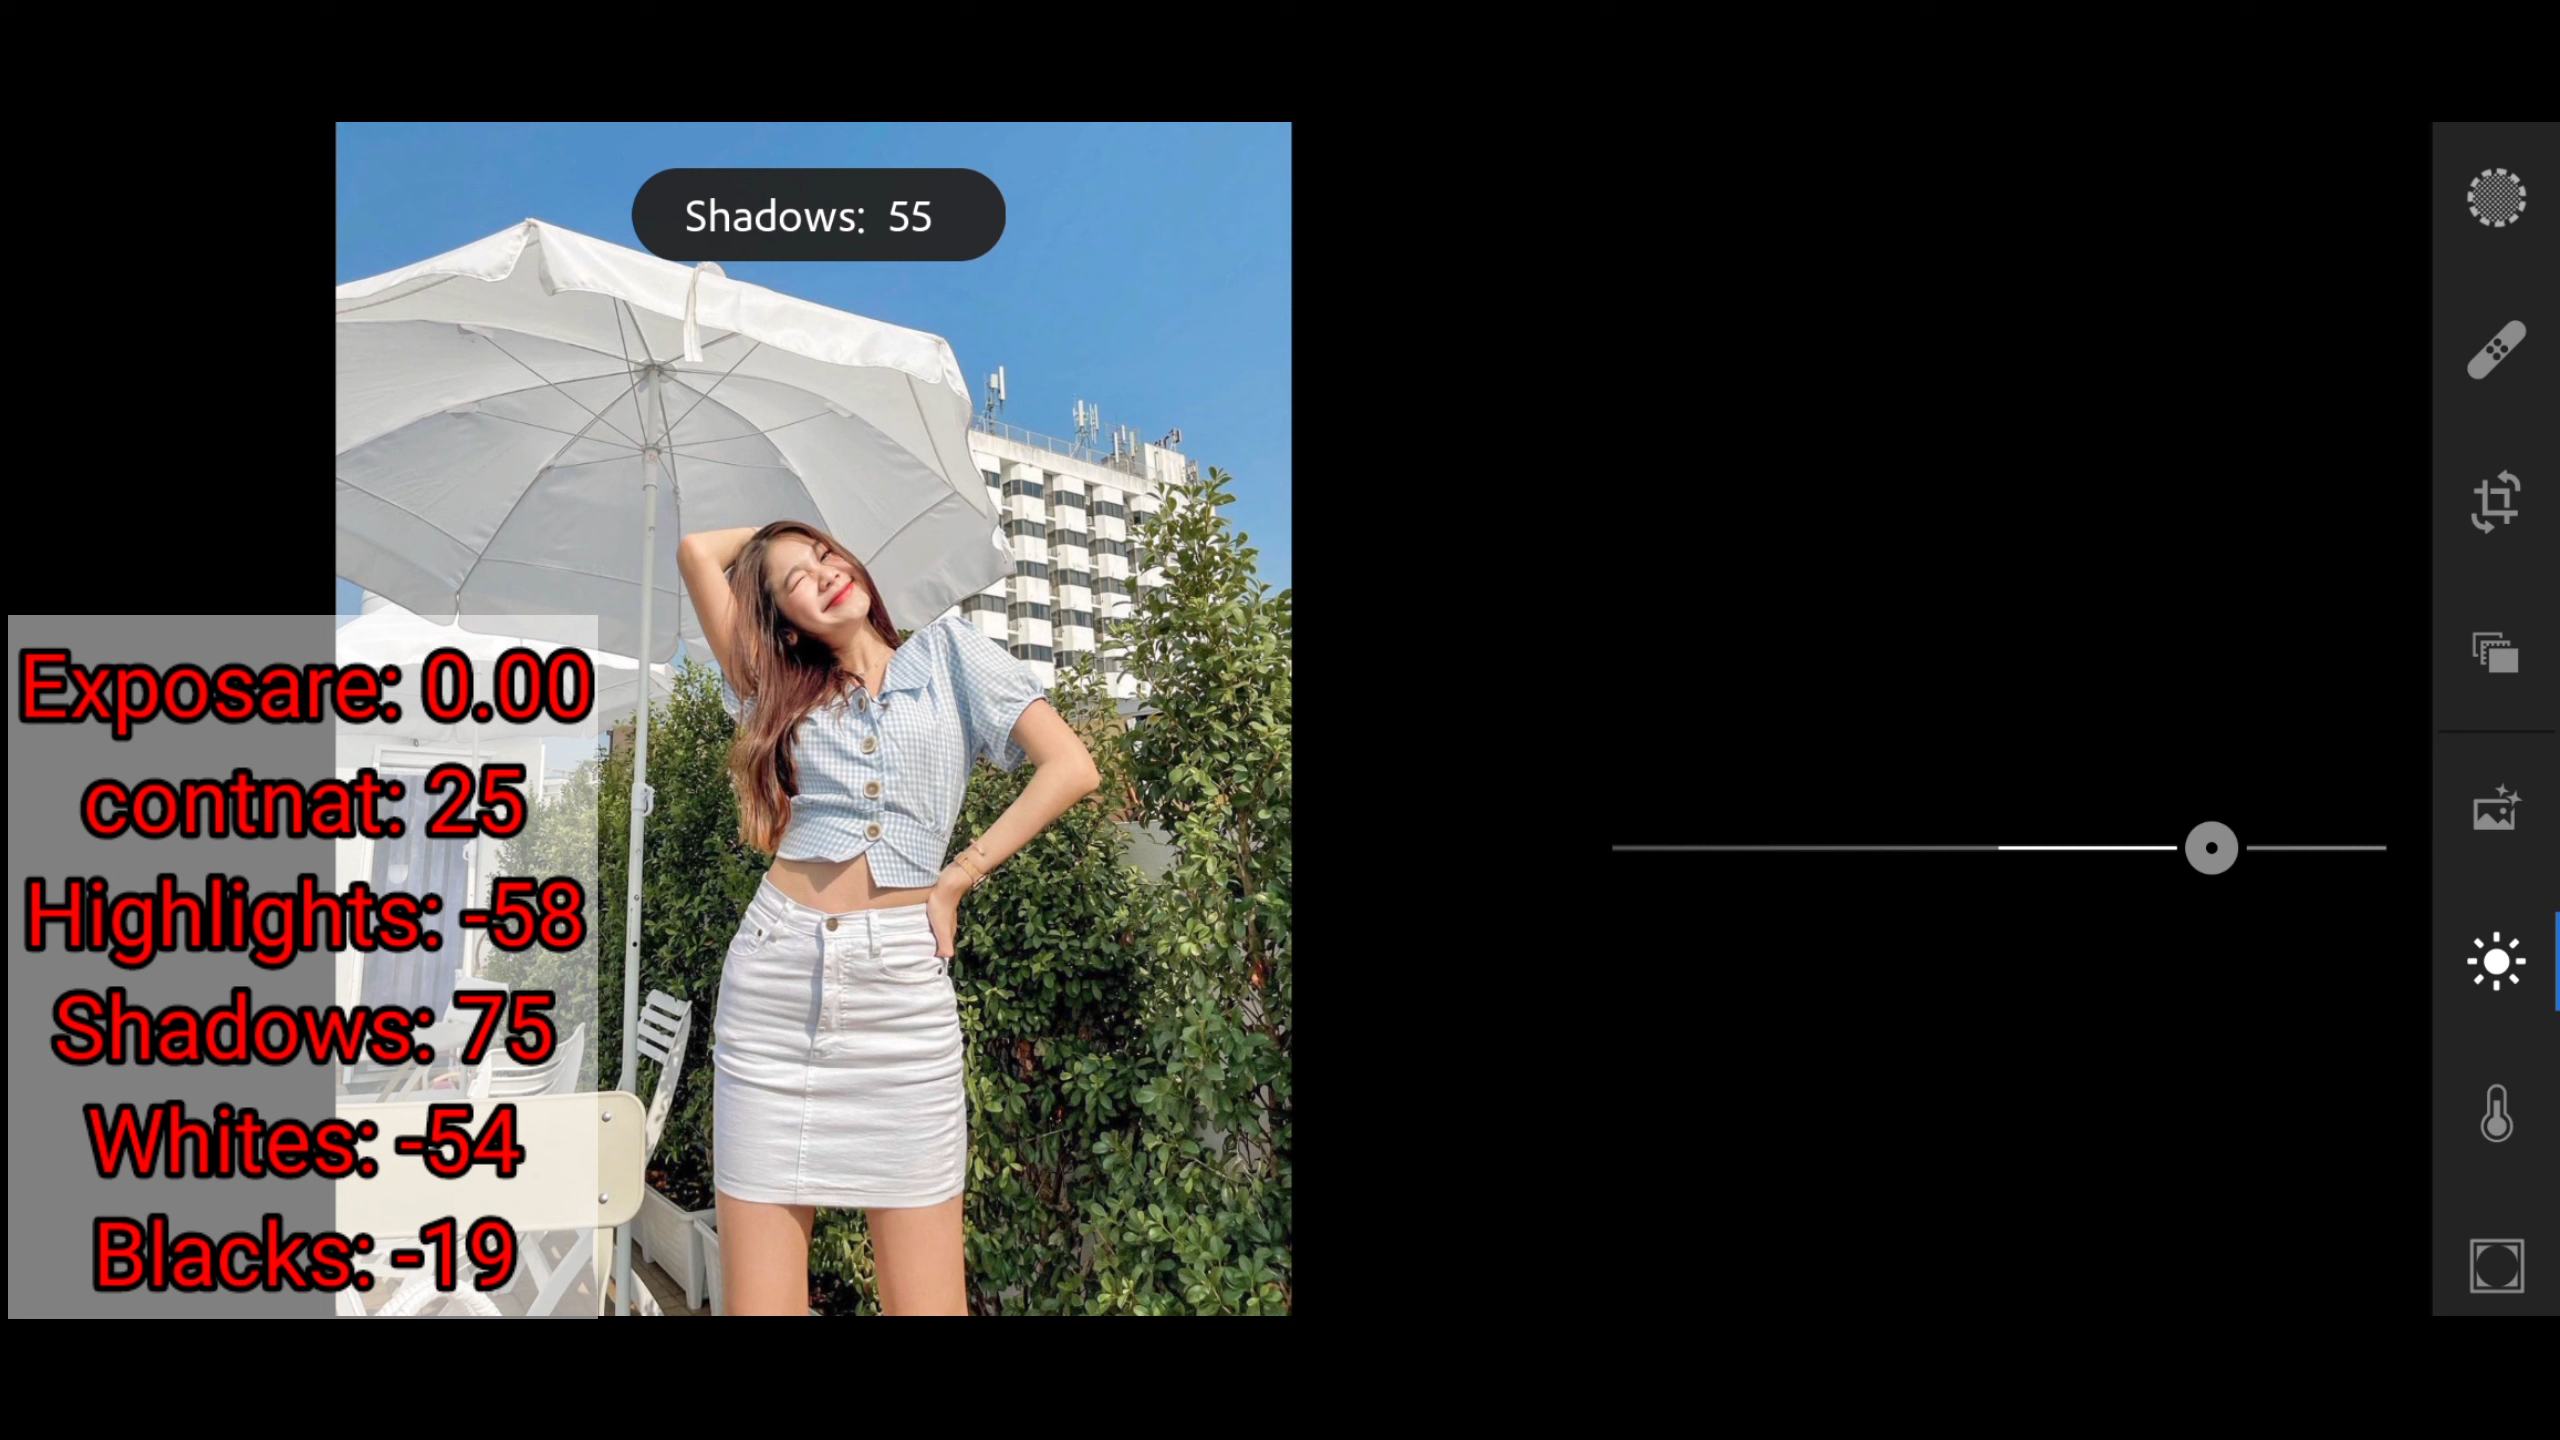 Shadows: 55
Exposare: 0.00
contnat: 25
Highlights: -58
Shadows: 75
Whites: -54
Blacks: -19